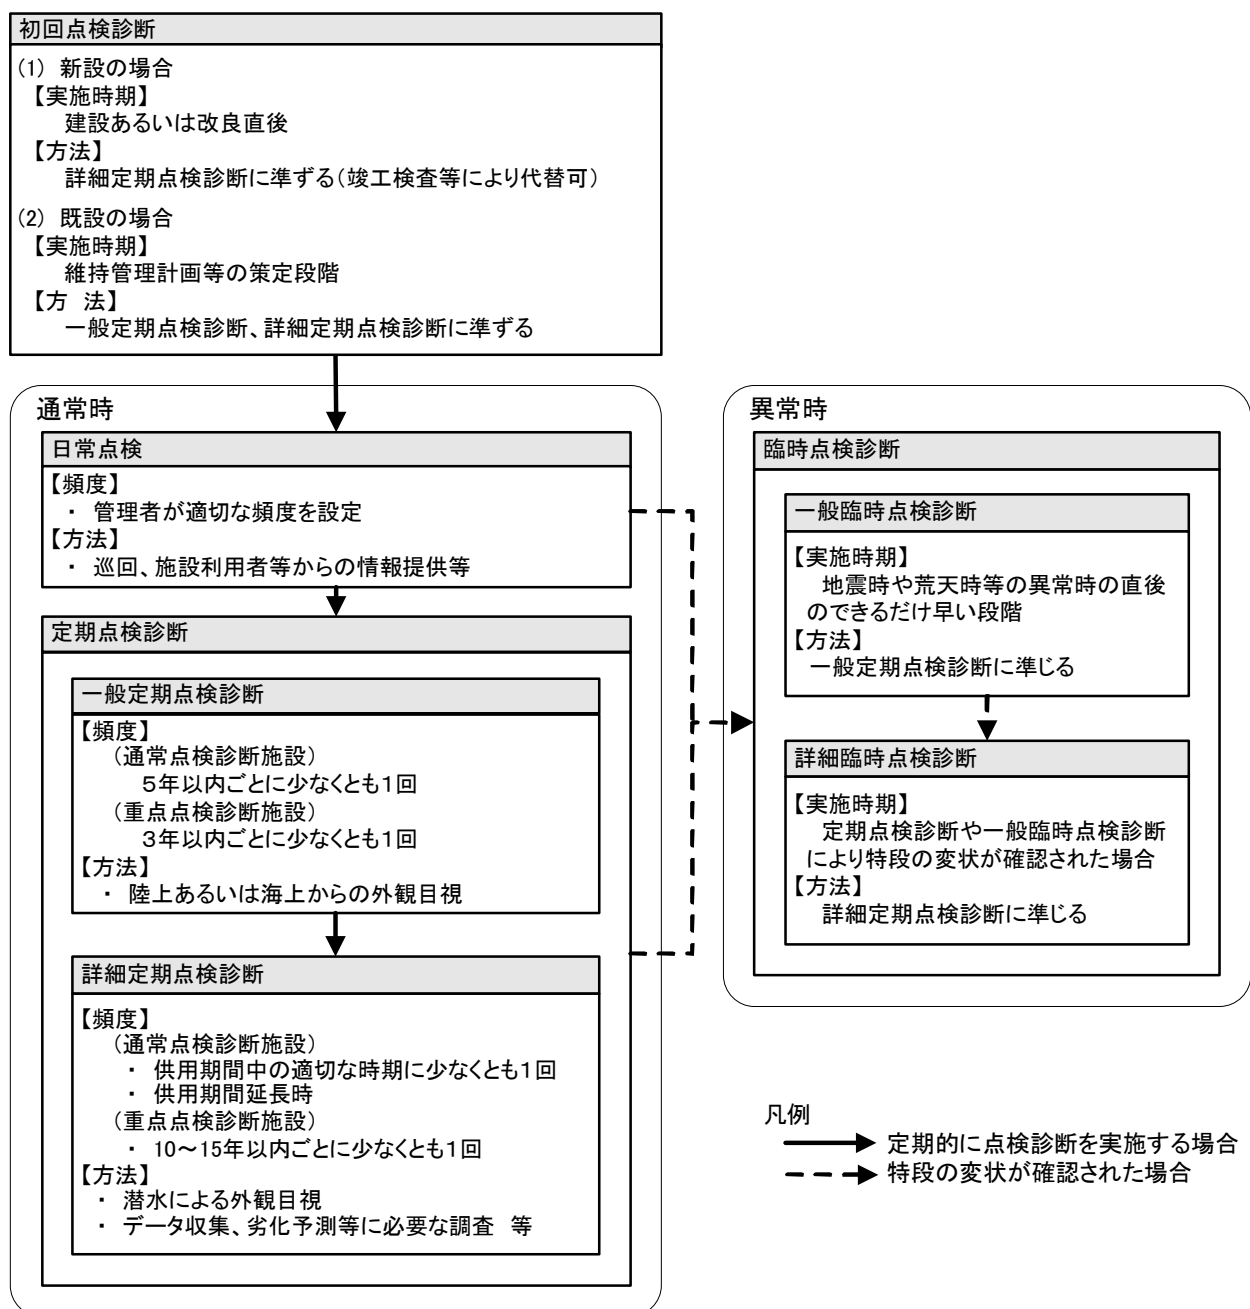 初回点検診断
(1) 新設の場合
【実施時期】
建設あるいは改良直後
【方法】
詳細定期点検診断に準ずる(竣工検査等により代替可)
(2) 既設の場合
【実施時期】
維持管理計画等の策定段階
【方 法】
一般定期点検診断、詳細定期点検診断に準ずる
通常時
日常点検
【頻度】
・ 管理者が適切な頻度を設定
【方法】
・ 巡回、施設利用者等からの情報提供等
定期点検診断
一般定期点検診断
【頻度】
(通常点検診断施設)
5年以内ごとに少なくとも1回
(重点点検診断施設)
3年以内ごとに少なくとも1回
【方法】
・ 陸上あるいは海上からの外観目視
詳細定期点検診断
【頻度】
(通常点検診断施設)
・ 供用期間中の適切な時期に少なくとも1回
・ 供用期間延長時
(重点点検診断施設)
・ 10～15年以内ごとに少なくとも1回
【方法】
・ 潜水による外観目視
・ データ収集、劣化予測等に必要な調査 等
異常時
臨時点検診断
一般臨時点検診断
【実施時期】
地震時や荒天時等の異常時の直後
のできるだけ早い段階
【方法】
一般定期点検診断に準じる
詳細臨時点検診断
【実施時期】
定期点検診断や一般臨時点検診断
により特段の変状が確認された場合
【方法】
詳細定期点検診断に準じる
凡例
定期的に点検診断を実施する場合
特段の変状が確認された場合